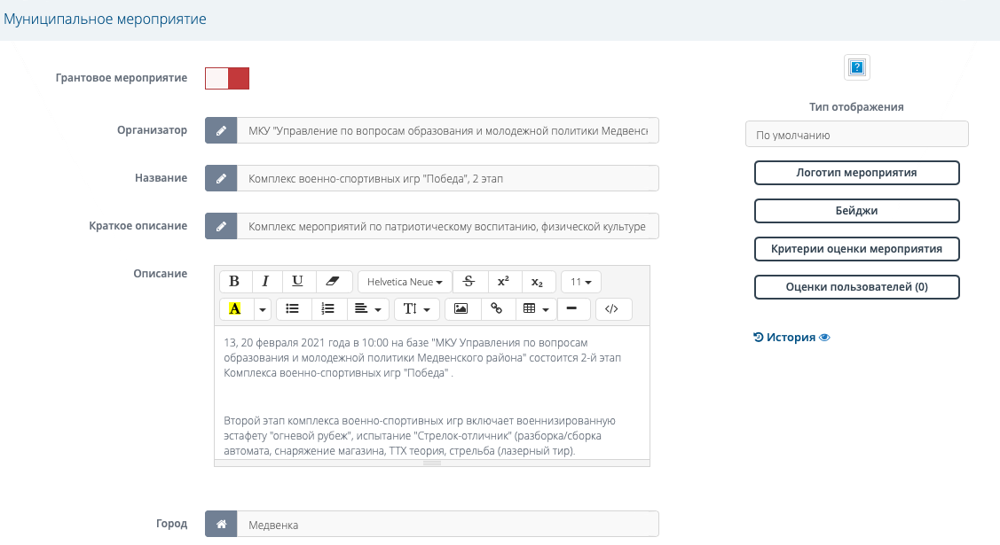 Муниципальное мероприятие
Грантовое мероприятие
Организатор
МКУ "Управление по вопросам образования и молодежной политики
Название
Комплекс военно-спортивных игр "Победа", 2 этап
Краткое описание
Комплекс мероприятий по патриотическому воспитанию, физической культуре
Описание
B I U Helvetica Neue S x² x₂ 11
A T
13, 20 февраля 2021 года в 10:00 на базе "МКУ Управления по вопросам
образования и молодежной политики Медвенского района" состоится 2-й этап
Комплекса военно-спортивных игр "Победа" .
Второй этап комплекса военно-спортивных игр включает военнизированную
эстафету "огневой рубеж", испытание "Стрелок-отличник" (разборка/сборка
автомата, снаряжение магазина, ТТХ теория, стрельба (лазерный тир).
Город
Медвенка
?
Тип отображения
По умолчанию
Логотип мероприятия
Бейджи
Критерии оценки мероприятия
Оценки пользователей (0)
История